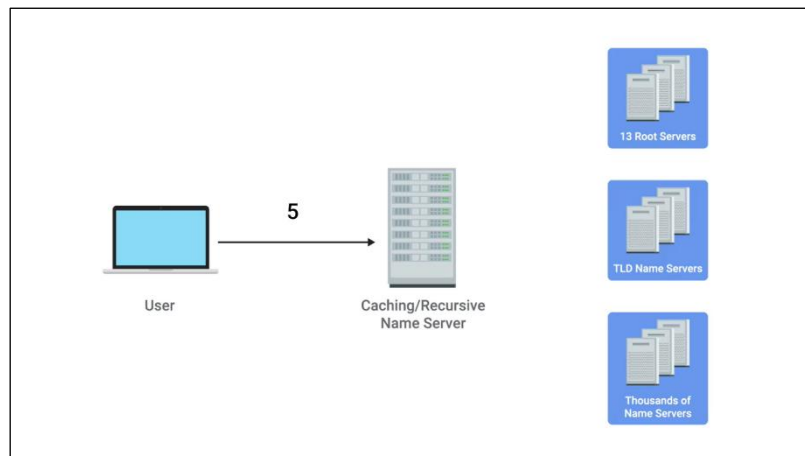 5
User
Caching/Recursive
Name Server
13 Root Servers
TLD Name Servers
Thousands of
Name Servers